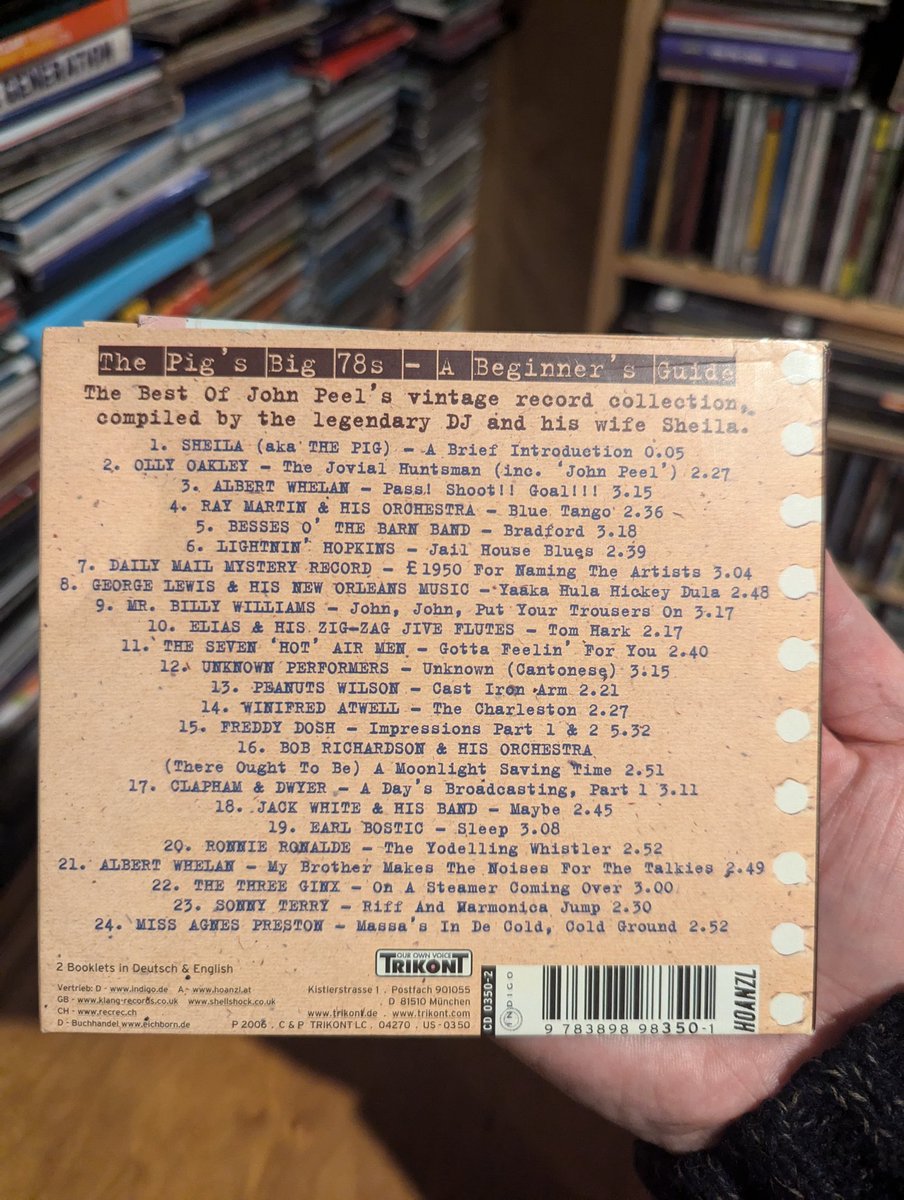 GENERATION
The Pig's Big 78s - A Beginner's Guide
The Best Of John Peel's vintage record collection,
compiled by the legendary DJ and his wife Sheila.
1. SHEILA (aka THE PIG) - A Brief Introduction 0.05
2. OLLY OAKLEY - The Jovial Huntsman (inc. 'John Peel') 2.27
3. ALBERT WHELAN - Pass! Shoot!! Goal!!! 3.15
4. RAY MARTIN & HIS ORCHESTRA - Blue Tango 2.36
5. BESSES O' THE BARN BAND - Bradford 3.18
6. LIGHTNIN' HOPKINS - Jail House Blues 2.39
7. DAILY MAIL MYSTERY RECORD - £1950 For Naming The Artists 3.04
8. GEORGE LEWIS & HIS NEW ORLEANS MUSIC - Yaaka Hula Hickey Dula 2.48
9. MR. BILLY WILLIAMS - John, John, Put Your Trousers On 3.17
10. ELIAS & HIS ZIG-ZAG JIVE FLUTES - Tom Hark 2.17
11. THE SEVEN 'HOT' AIR MEN - Gotta Feelin' For You 2.40
12. UNKNOWN PERFORMERS - Unknown (Cantonese) 3.15
13. PEANUTS WILSON - Cast Iron Arm 2.21
14. WINIFRED ATWELL - The Charleston 2.27
15. FREDDY DOSH - Impressions Part 1 & 2 5.32
16. BOB RICHARDSON & HIS ORCHESTRA
(There Ought To Be) A Moonlight Saving Time 2.51
17. CLAPHAM & DWYER - A Day's Broadcasting, Part 1 3.11
18. JACK WHITE & HIS BAND - Maybe 2.45
19. EARL BOSTIC - Sleep 3.08
20. RONNIE RONALDE - The Yodelling Whistler 2.52
21. ALBERT WHELAN - My Brother Makes The Noises For The Talkies 2.49
22. THE THREE GINX - On A Steamer Coming Over 3.00
23. SONNY TERRY - Riff And Harmonica Jump 2.30
24. MISS AGNES PRESTON - Massa's In De Cold, Cold Ground 2.52
2 Booklets in Deutsch & English
Vertrieb: D - www.indigo.de A - www.hoanzl.at
GB - www.klang-records.co.uk www.shellshock.co.uk
CH - www.recrec.ch
D - Buchhandel www.eichborn.de
OUR OWN VOICE
TRIKONT
Kistlerstrasse 1 . Postfach 901055
D 81510 München
www.trikont.de . www.trikont.com
P 2006 . C & P TRIKONT LC . 04270 . US-0350
CD 0350-2
INDIGO
9 783898 98350-1
HOANZL